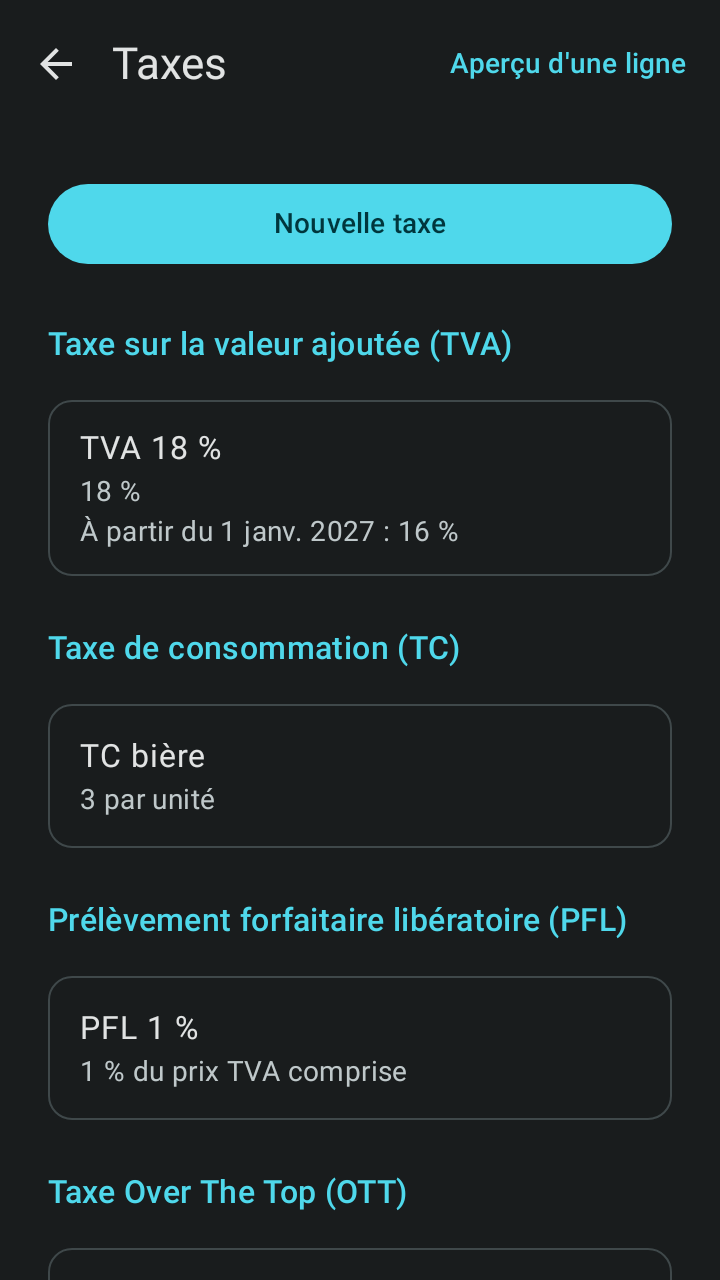 Taxes
Aperçu d'une ligne
Nouvelle taxe
Taxe sur la valeur ajoutée (TVA)
TVA 18 %
18 %
À partir du 1 janv. 2027 : 16 %
Taxe de consommation (TC)
TC bière
3 par unité
Prélèvement forfaitaire libératoire (PFL)
PFL 1 %
1 % du prix TVA comprise
Taxe Over The Top (OTT)